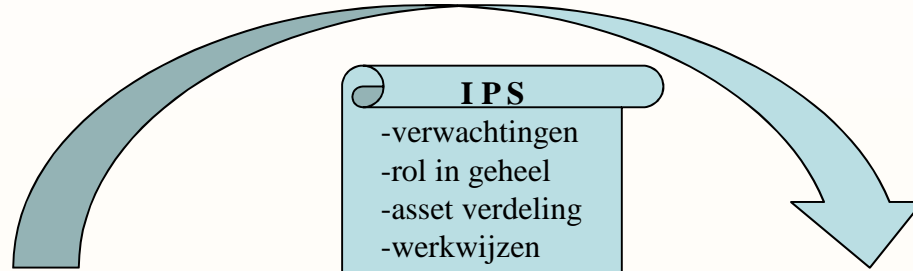 I P S
-verwachtingen
-rol in geheel
-asset verdeling
-werkwijzen